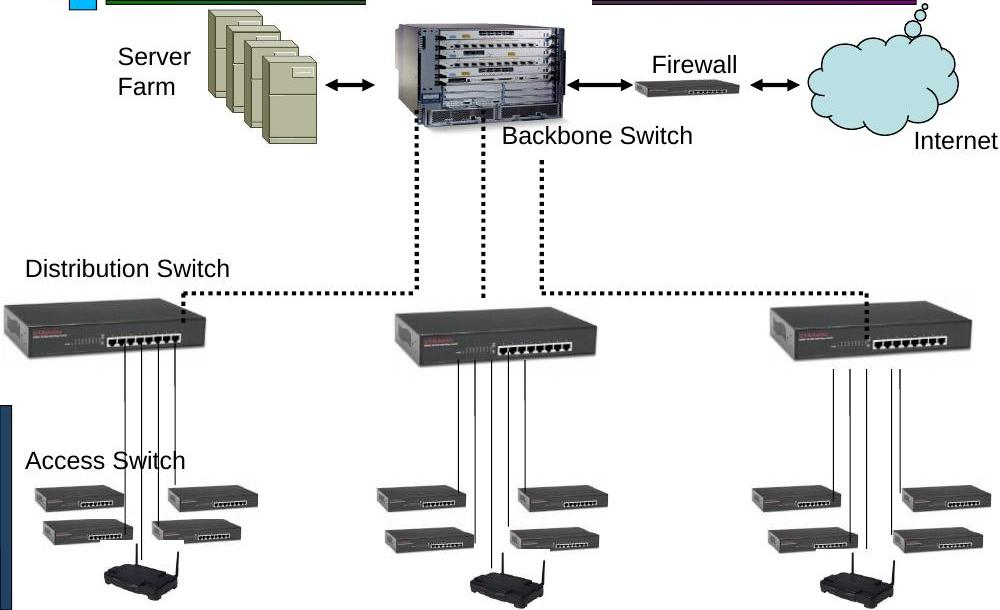 Server
Farm
Firewall
Backbone Switch
Internet
Distribution Switch
Access Switch